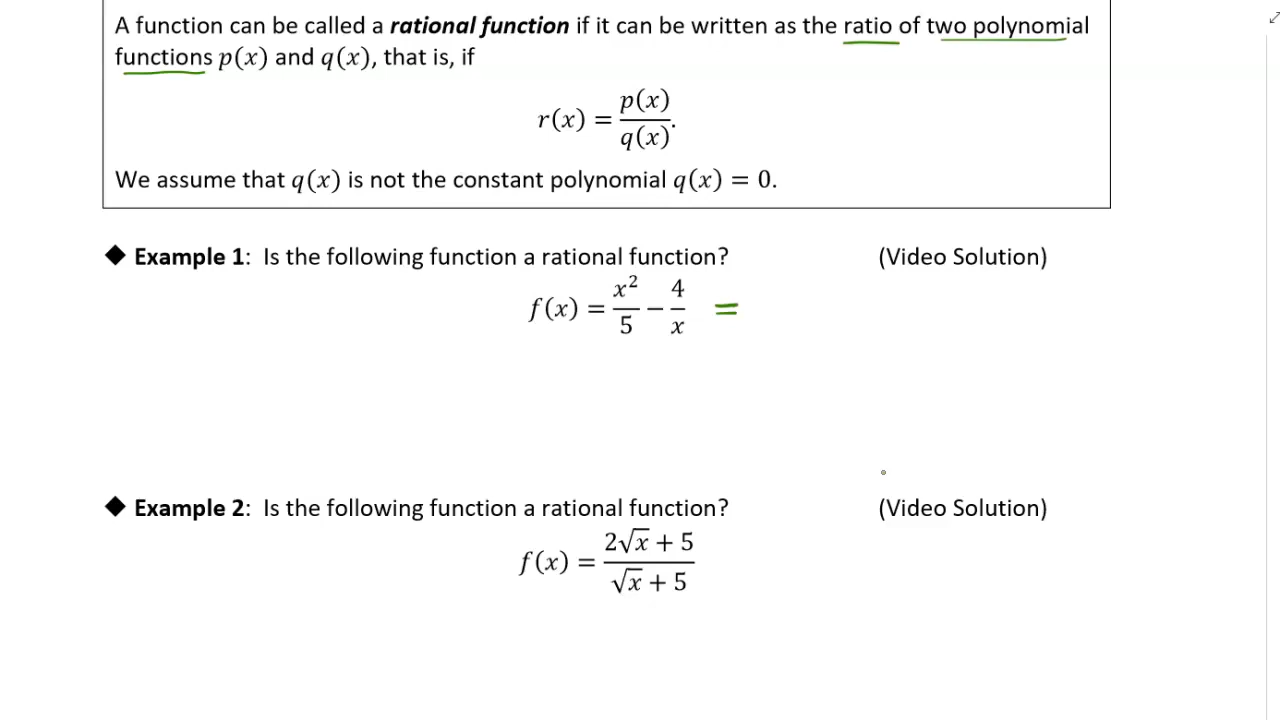 A function can be called a rational function if it can be written as the ratio of two polynomial
functions p(x) and q(x), that is, if
r(x) = p(x)/q(x).
We assume that q(x) is not the constant polynomial q(x) = 0.
◆ Example 1: Is the following function a rational function? (Video Solution)
f(x) = x²/5 − 4/x =
◆ Example 2: Is the following function a rational function? (Video Solution)
f(x) = (2√x + 5)/(√x + 5)